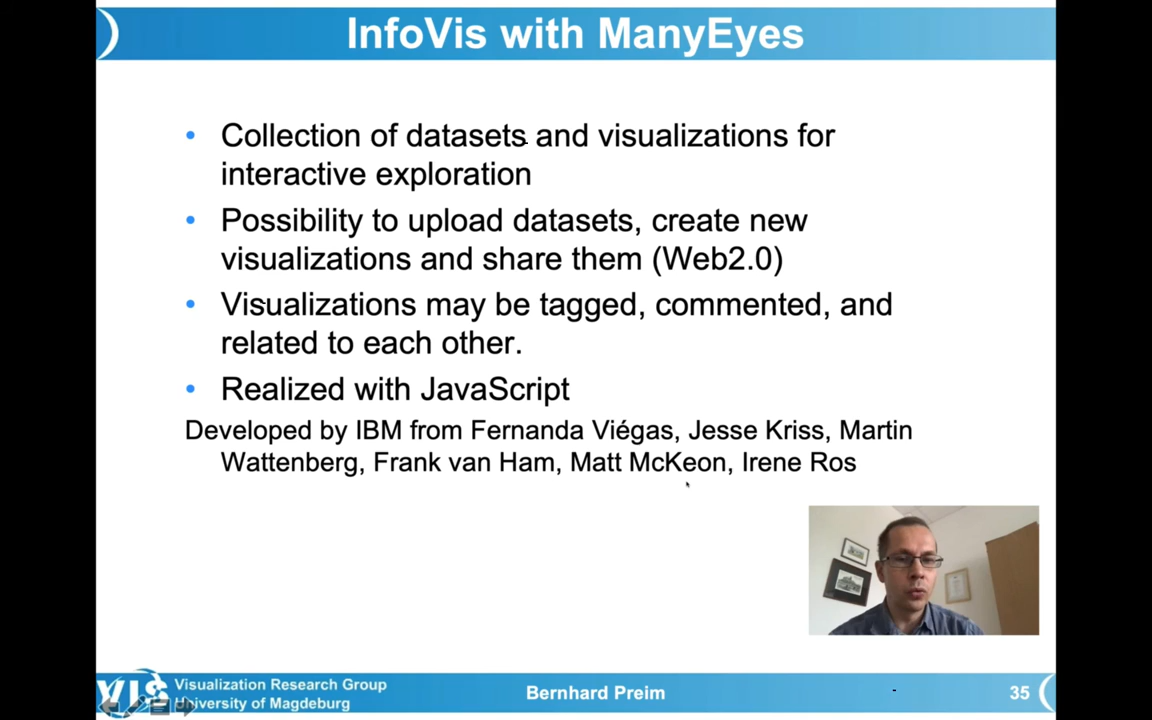 InfoVis with ManyEyes
• Collection of datasets and visualizations for
interactive exploration
• Possibility to upload datasets, create new
visualizations and share them (Web2.0)
• Visualizations may be tagged, commented, and
related to each other.
• Realized with JavaScript
Developed by IBM from Fernanda Viégas, Jesse Kriss, Martin
Wattenberg, Frank van Ham, Matt McKeon, Irene Ros
VIS
Visualization Research Group
University of Magdeburg
Bernhard Preim
35